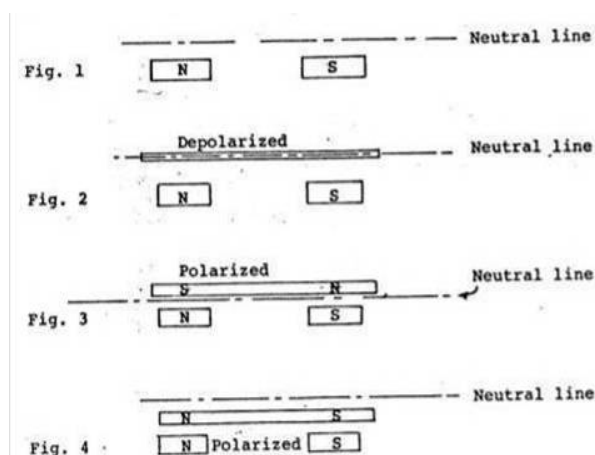 Neutral line
Fig. 1 N S
Depolarized
Neutral line
Fig. 2 N S
Polarized
S N Neutral line
Fig. 3 N S
Neutral line
N S
Fig. 4 N Polarized S